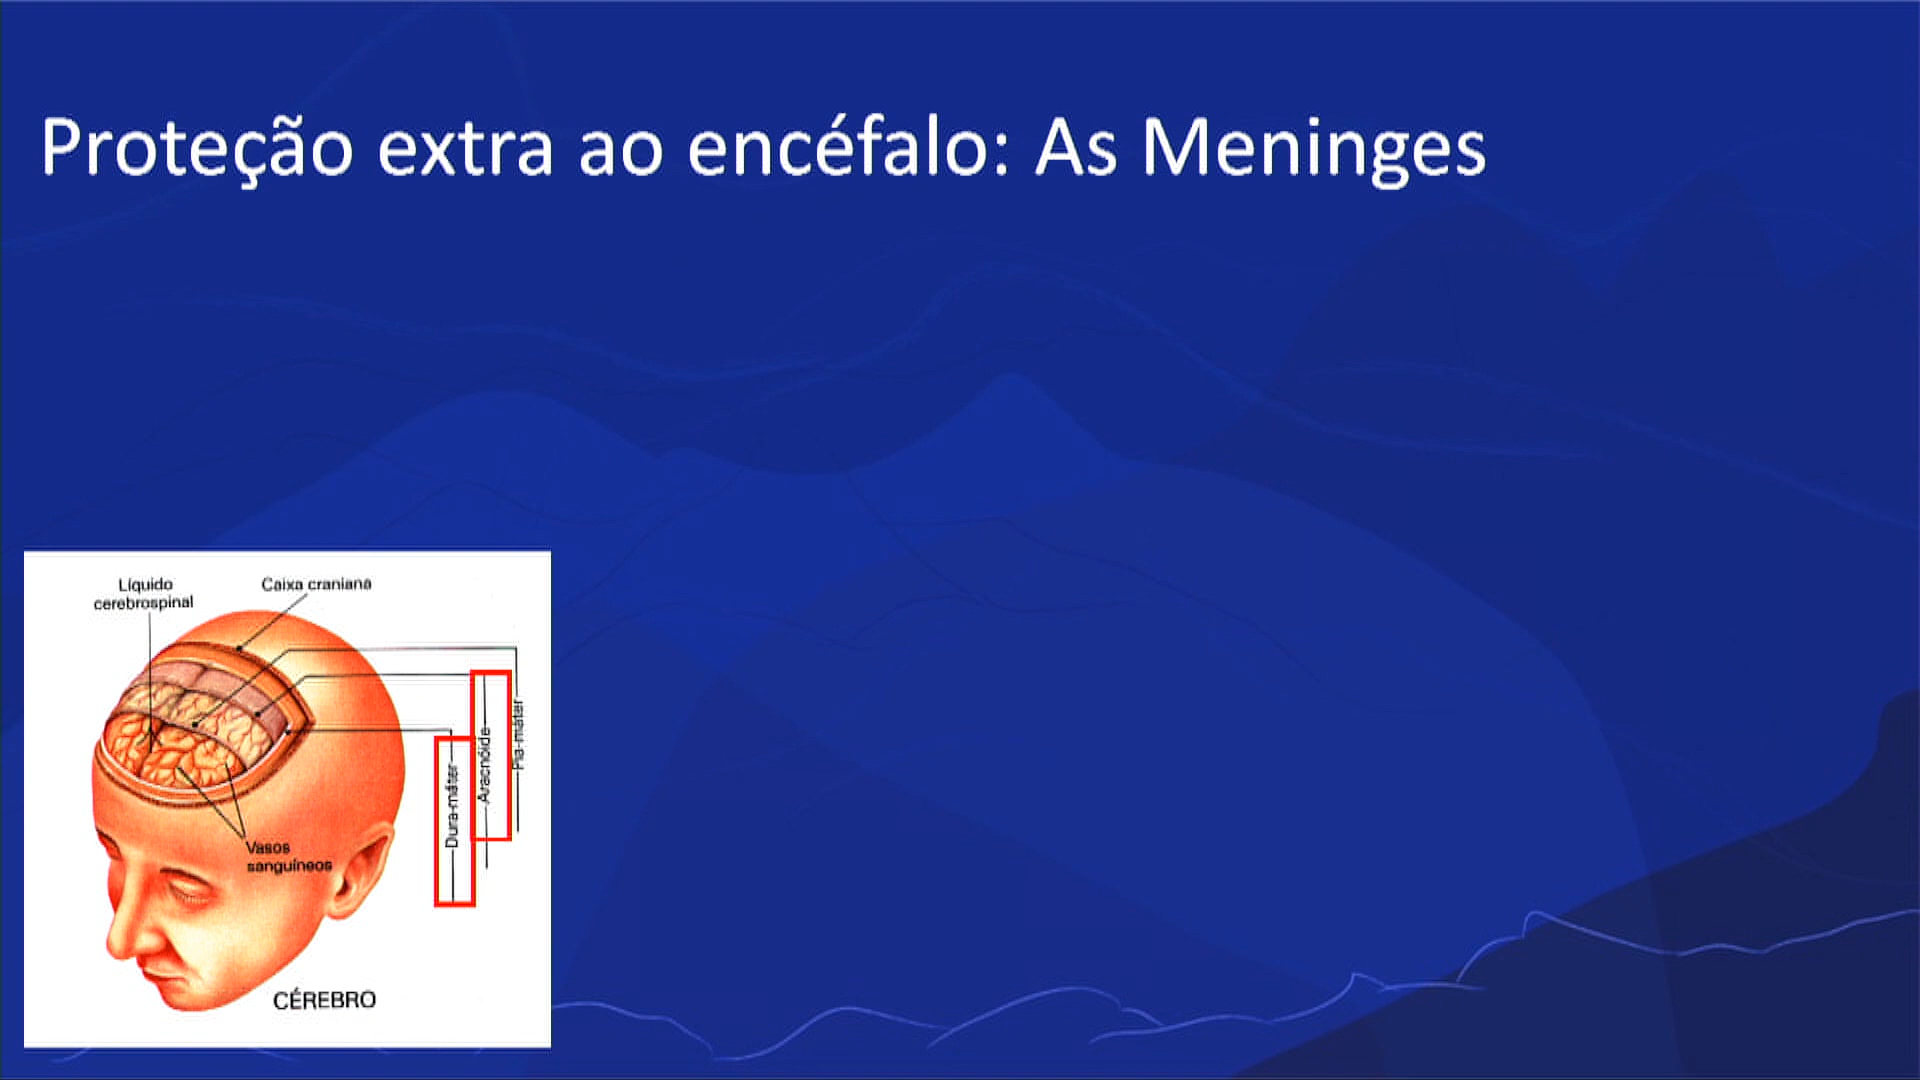 Proteção extra ao encéfalo: As Meninges
Líquido
cerebrospinal
Caixa craniana
Dura-máter
Aracnóide
Pia-máter
Vasos
sanguíneos
CÉREBRO